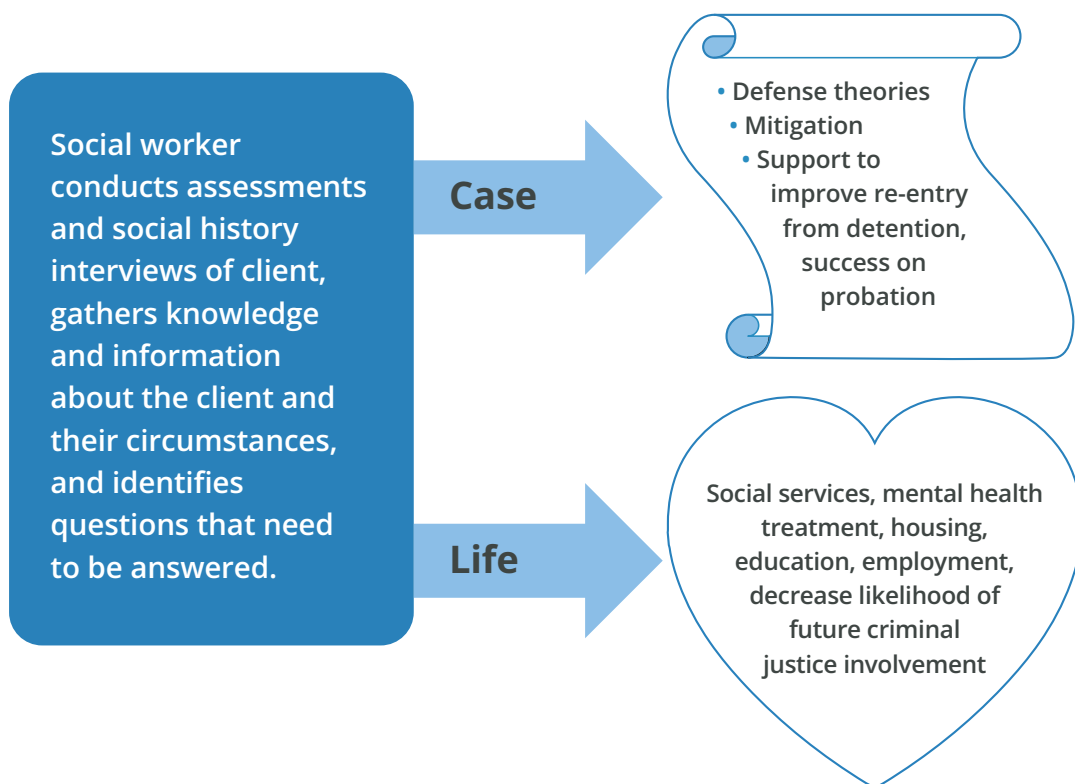 Social worker
conducts assessments
and social history
interviews of client,
gathers knowledge
and information
about the client and
their circumstances,
and identifies
questions that need
to be answered.
Case
• Defense theories
• Mitigation
• Support to
improve re-entry
from detention,
success on
probation
Life
Social services, mental health
treatment, housing,
education, employment,
decrease likelihood of
future criminal
justice involvement